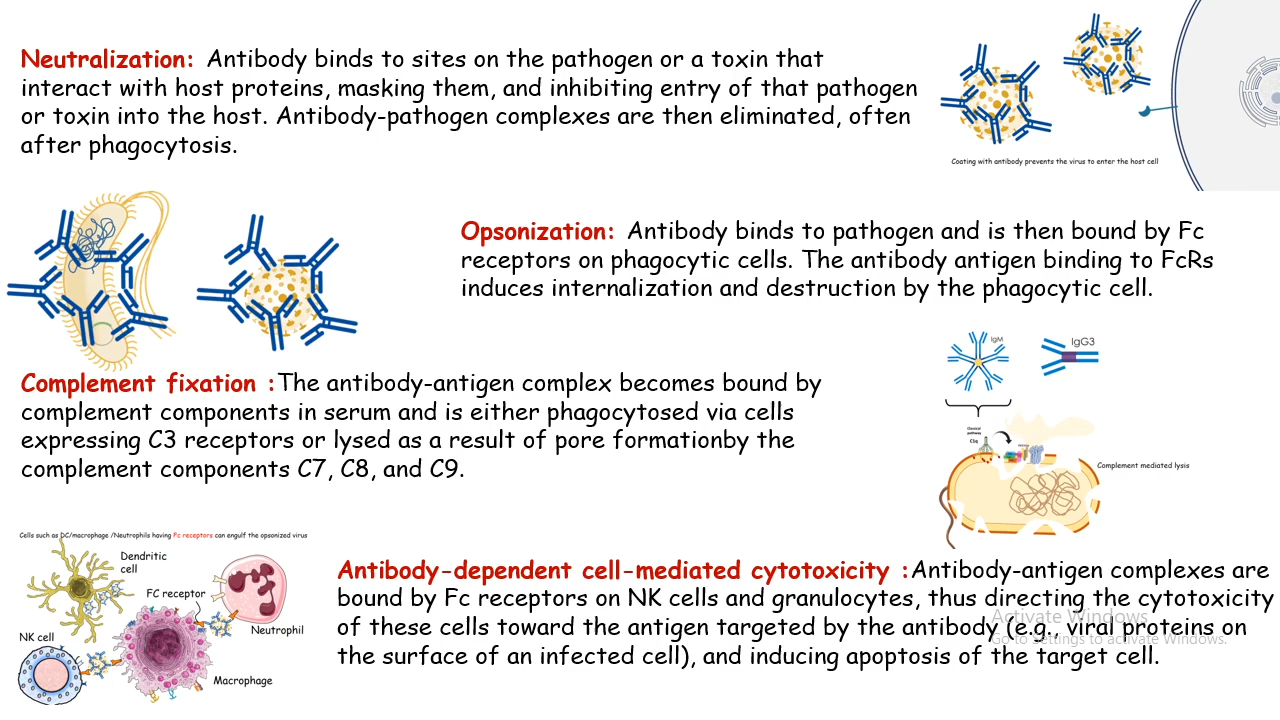 Neutralization: Antibody binds to sites on the pathogen or a toxin that
interact with host proteins, masking them, and inhibiting entry of that pathogen
or toxin into the host. Antibody-pathogen complexes are then eliminated, often
after phagocytosis.
Coating with antibody prevents the virus to enter the host cell
Opsonization: Antibody binds to pathogen and is then bound by Fc
receptors on phagocytic cells. The antibody antigen binding to FcRs
induces internalization and destruction by the phagocytic cell.
IgM
IgG3
Complement fixation :The antibody-antigen complex becomes bound by
complement components in serum and is either phagocytosed via cells
expressing C3 receptors or lysed as a result of pore formationby the
complement components C7, C8, and C9.
Classical
pathway
C1q
Complement mediated lysis
Cells such as DC/macrophage /Neutrophils having Fc receptors can engulf the opsonized virus
Dendritic
cell
FC receptor
Neutrophil
NK cell
Macrophage
Antibody-dependent cell-mediated cytotoxicity :Antibody-antigen complexes are
bound by Fc receptors on NK cells and granulocytes, thus directing the cytotoxicity
of these cells toward the antigen targeted by the antibody (e.g., viral proteins on
the surface of an infected cell), and inducing apoptosis of the target cell.
Activate Windows
Go to Settings to activate Windows.